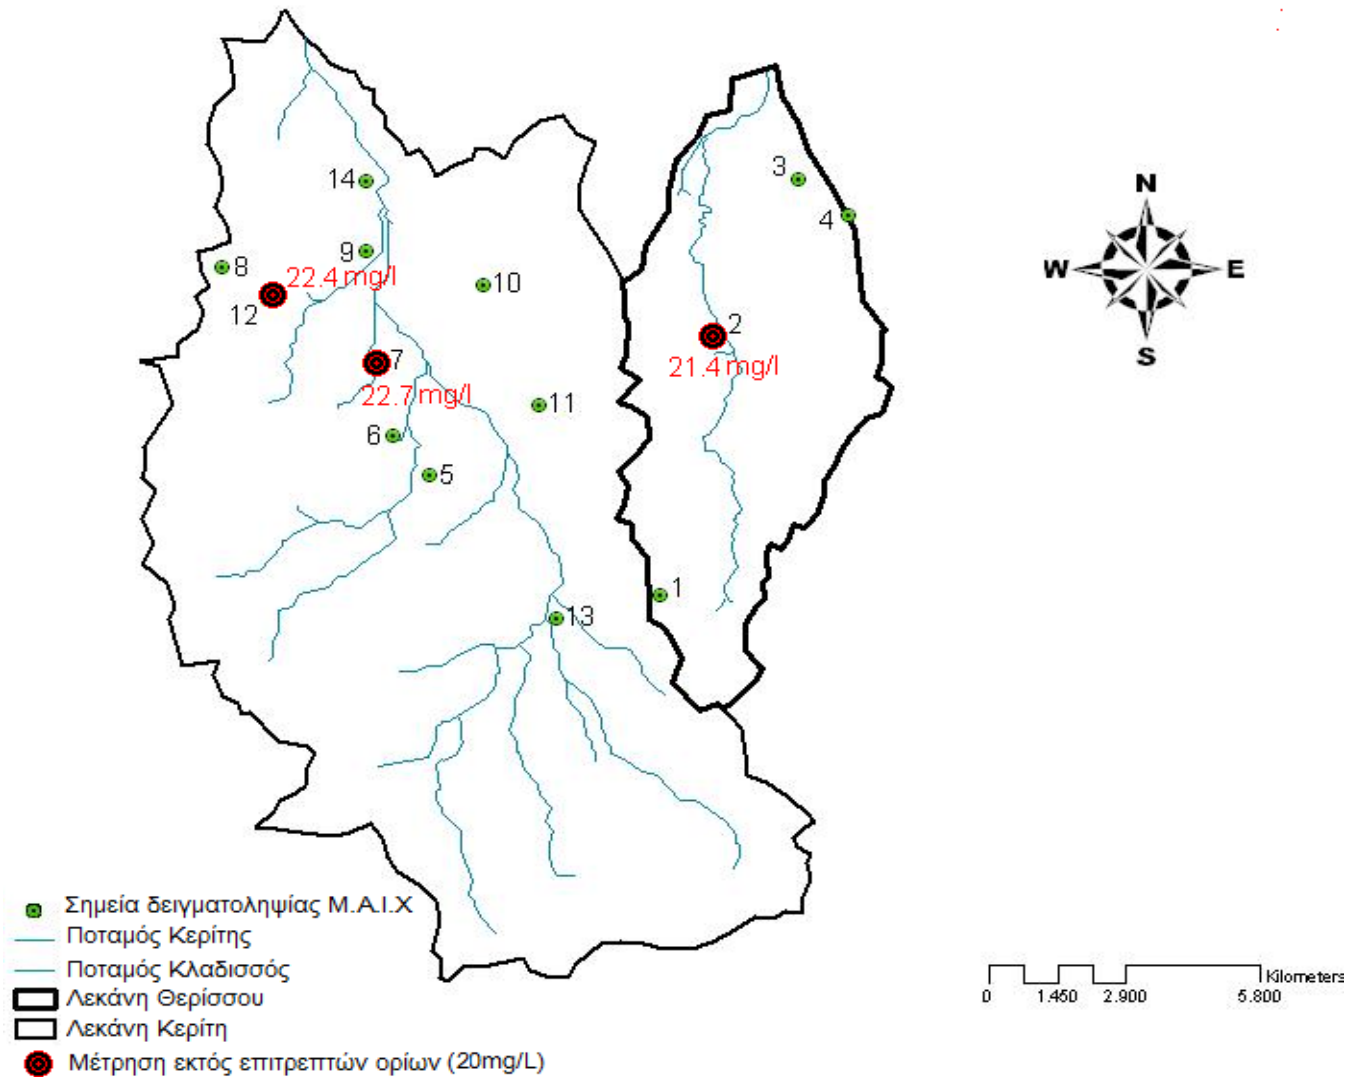 N
W E
S
3
4
14
9
8
22.4 mg/l
12
10
2
21.4 mg/l
7
22.7 mg/l
11
6
5
1
13
Σημεία δειγματοληψίας Μ.Α.Ι.Χ
Ποταμός Κερίτης
Ποταμός Κλαδισσός
Λεκάνη Θερίσσου
Λεκάνη Κερίτη
Μέτρηση εκτός επιτρεπτών ορίων (20mg/L)
Kilometers
0 1.450 2.900 5.800